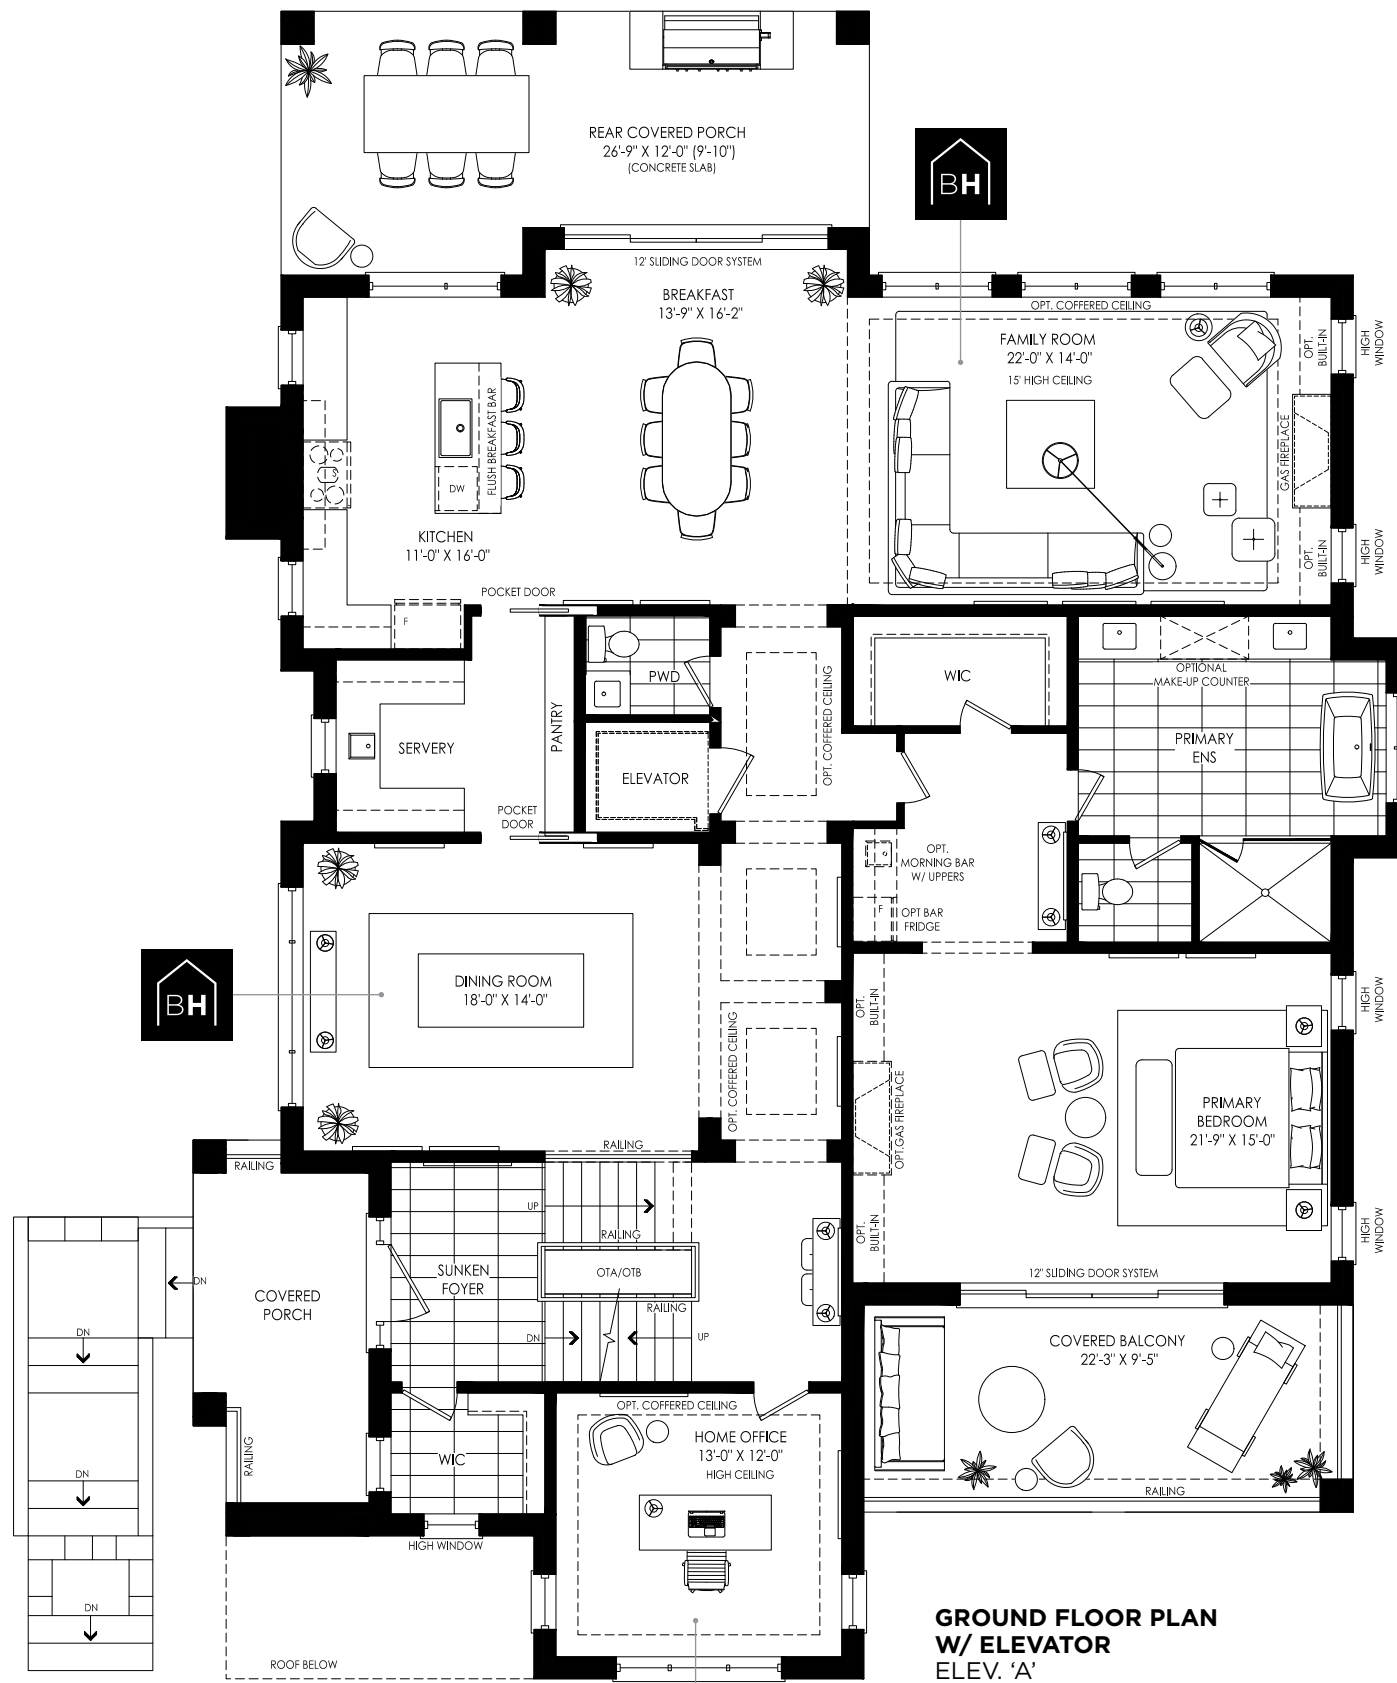 REAR COVERED PORCH
26'-9" X 12'-0" (9'-10")
(CONCRETE SLAB)
BH
12' SLIDING DOOR SYSTEM
BREAKFAST
13'-9" X 16'-2"
OPT. COFFERED CEILING
FAMILY ROOM
22'-0" X 14'-0"
15' HIGH CEILING
OPT.
BUILT-IN
HIGH
WINDOW
GAS FIREPLACE
OPT.
BUILT-IN
HIGH
WINDOW
FLUSH BREAKFAST BAR
S
DW
KITCHEN
11'-0" X 16'-0"
POCKET DOOR
F
PWD
OPT. COFFERED CEILING
WIC
OPTIONAL
MAKE-UP COUNTER
PRIMARY
ENS
SERVERY
PANTRY
ELEVATOR
POCKET
DOOR
OPT.
MORNING BAR
W/ UPPERS
F
OPT BAR
FRIDGE
BH
DINING ROOM
18'-0" X 14'-0"
OPT. COFFERED CEILING
OPT.
BUILT-IN
HIGH
WINDOW
OPT.GAS FIREPLACE
PRIMARY
BEDROOM
21'-9" X 15'-0"
OPT.
BUILT-IN
HIGH
WINDOW
12" SLIDING DOOR SYSTEM
RAILING
RAILING
UP
RAILING
OTA/OTB
RAILING
SUNKEN
FOYER
DN
UP
DN
COVERED
PORCH
DN
DN
DN
RAILING
COVERED BALCONY
22'-3" X 9'-5"
RAILING
OPT. COFFERED CEILING
HOME OFFICE
13'-0" X 12'-0"
HIGH CEILING
WIC
HIGH WINDOW
ROOF BELOW
GROUND FLOOR PLAN
W/ ELEVATOR
ELEV. 'A'